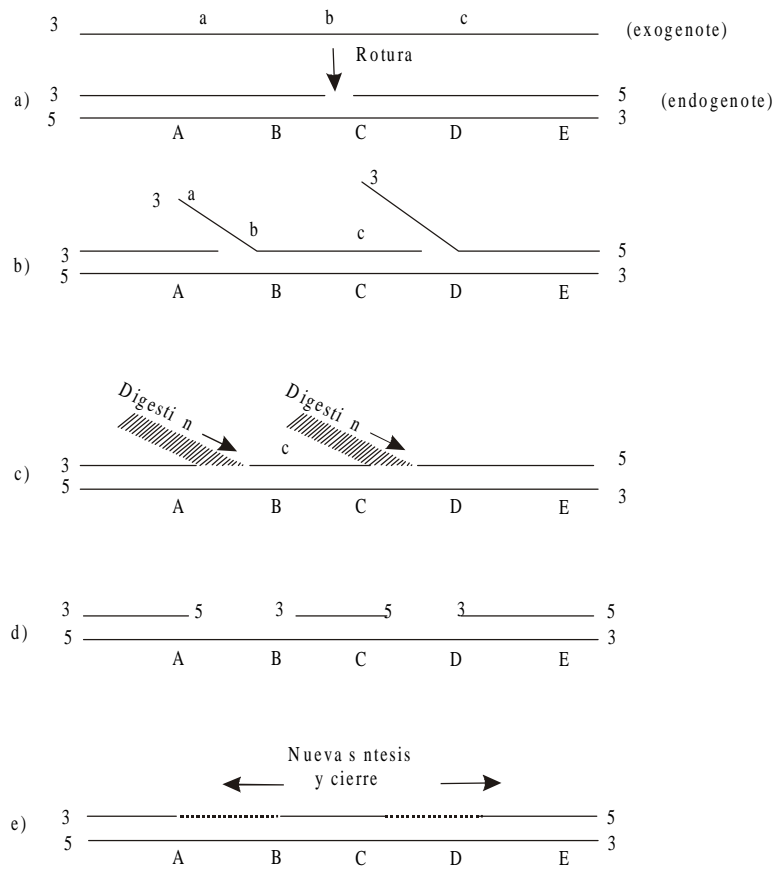 3 a b c (exogenote)
Rotura
a) 3 5 (endogenote)
5 3
A B C D E
3
3 a
b c
3 5
b) 5 3
A B C D E
Digesti n Digesti n
c
3 5
c) 5 3
A B C D E
3 5 3 5 3 5
d) 5 3
A B C D E
Nueva s ntesis
y cierre
3 5
e) 5 3
A B C D E